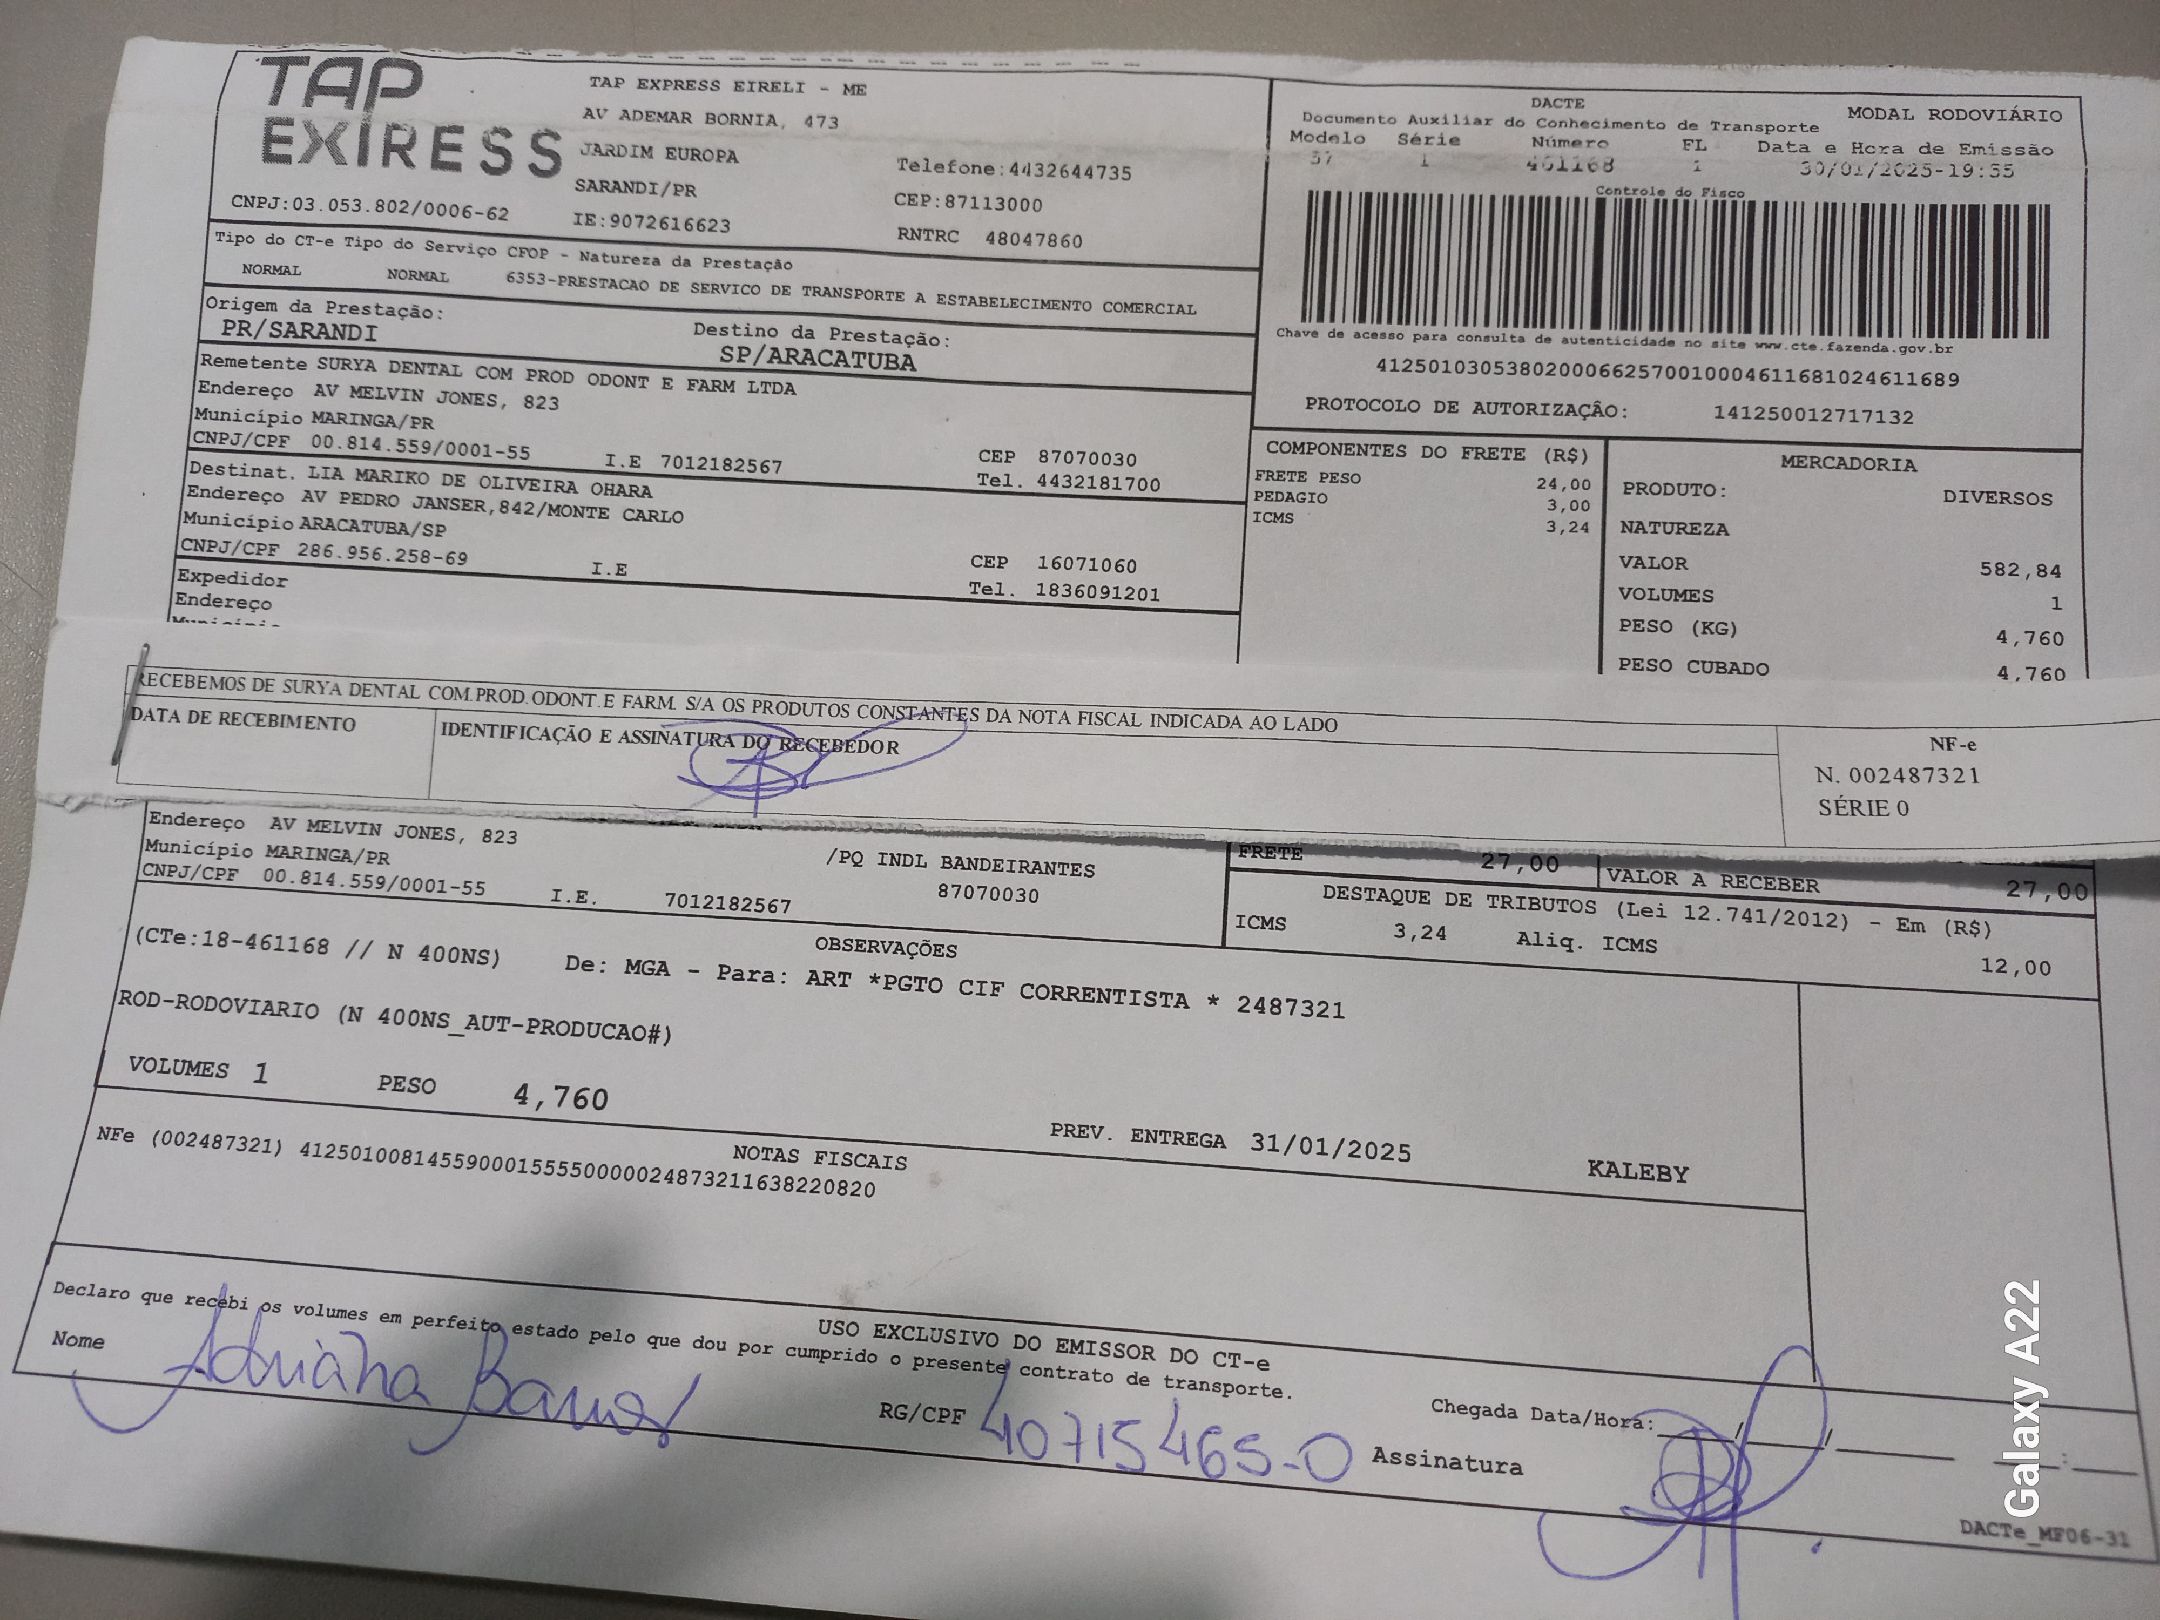 TAP EXPRESS
TAP EXPRESS EIRELI - ME
AV ADEMAR BORNIA, 473
JARDIM EUROPA
SARANDI/PR
Telefone:4432644735
CEP:87113000
CNPJ:03.053.802/0006-62
IE:9072616623
RNTRC 48047860
Tipo do CT-e Tipo do Serviço CFOP - Natureza da Prestação
NORMAL NORMAL 6353-PRESTACAO DE SERVICO DE TRANSPORTE A ESTABELECIMENTO COMERCIAL
Origem da Prestação: Destino da Prestação:
PR/SARANDI SP/ARACATUBA
Remetente SURYA DENTAL COM PROD ODONT E FARM LTDA
Endereço AV MELVIN JONES, 823
Município MARINGA/PR CEP 87070030
CNPJ/CPF 00.814.559/0001-55 I.E 7012182567 Tel. 4432181700
Destinat. LIA MARIKO DE OLIVEIRA OHARA
Endereço AV PEDRO JANSER,842/MONTE CARLO
Município ARACATUBA/SP CEP 16071060
CNPJ/CPF 286.956.258-69 I.E Tel. 1836091201
Expedidor
Endereço
DACTE MODAL RODOVIÁRIO
Documento Auxiliar do Conhecimento de Transporte
Modelo Série Número FL Data e Hora de Emissão
57 1 461168 1 30/01/2025-19:55
Controle do Fisco
Chave de acesso para consulta de autenticidade no site www.cte.fazenda.gov.br
41250103053802000662570010004611681024611689
PROTOCOLO DE AUTORIZAÇÃO: 141250012717132
COMPONENTES DO FRETE (R$)
FRETE PESO 24,00
PEDAGIO 3,00
ICMS 3,24
MERCADORIA
PRODUTO: DIVERSOS
NATUREZA
VALOR 582,84
VOLUMES 1
PESO (KG) 4,760
PESO CUBADO 4,760
RECEBEMOS DE SURYA DENTAL COM.PROD.ODONT.E FARM. S/A OS PRODUTOS CONSTANTES DA NOTA FISCAL INDICADA AO LADO
DATA DE RECEBIMENTO IDENTIFICAÇÃO E ASSINATURA DO RECEBEDOR
NF-e
N. 002487321
SÉRIE 0
Endereço AV MELVIN JONES, 823
Município MARINGA/PR /PQ INDL BANDEIRANTES
CNPJ/CPF 00.814.559/0001-55 I.E. 7012182567 87070030
FRETE 27,00 VALOR A RECEBER 27,00
DESTAQUE DE TRIBUTOS (Lei 12.741/2012) - Em (R$)
ICMS 3,24 Aliq. ICMS 12,00
OBSERVAÇÕES
(CTe:18-461168 // N 400NS) De: MGA - Para: ART *PGTO CIF CORRENTISTA * 2487321
ROD-RODOVIARIO (N 400NS_AUT-PRODUCAO#)
VOLUMES 1 PESO 4,760
PREV. ENTREGA 31/01/2025 KALEBY
NOTAS FISCAIS
NFe (002487321) 41250100814559000155550000024873211638220820
USO EXCLUSIVO DO EMISSOR DO CT-e
Declaro que recebi os volumes em perfeito estado pelo que dou por cumprido o presente contrato de transporte.
Nome Adriana Barros RG/CPF 40715465-0 Assinatura
Chegada Data/Hora: / / :
DACTe_MF06-31
Galaxy A22